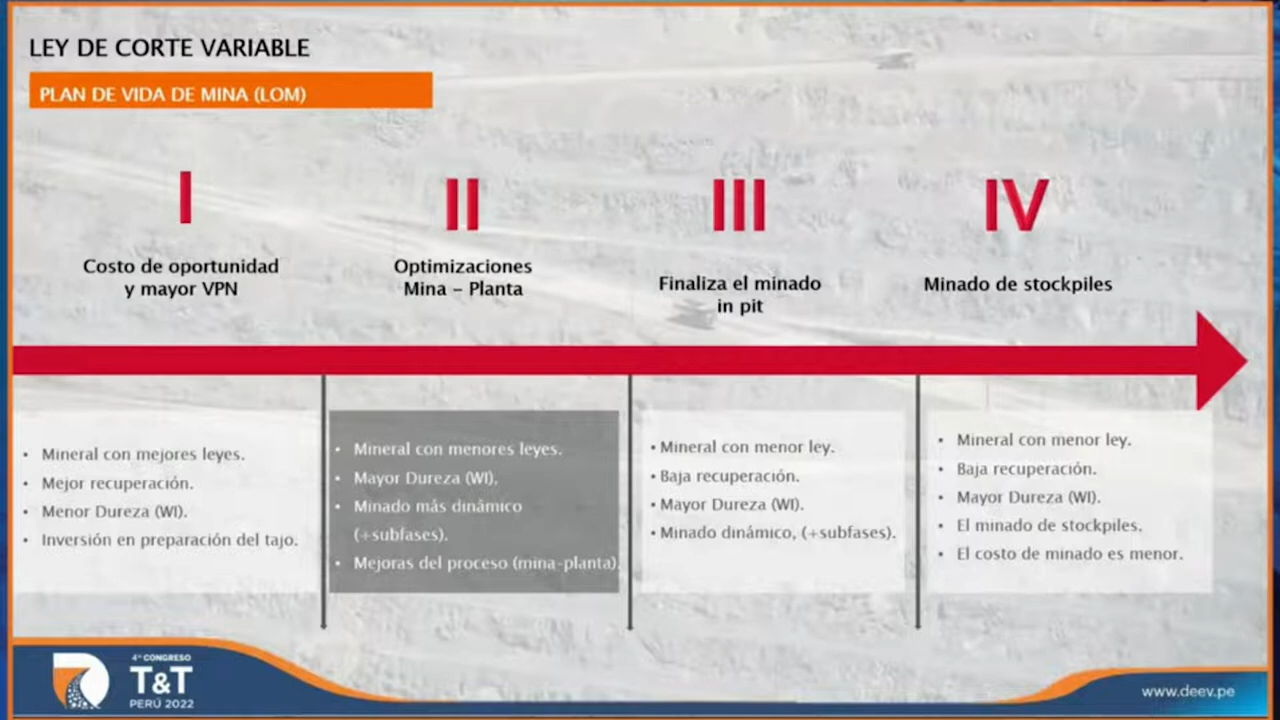 LEY DE CORTE VARIABLE
PLAN DE VIDA DE MINA (LOM)
I
Costo de oportunidad
y mayor VPN
II
Optimizaciones
Mina – Planta
III
Finaliza el minado
in pit
IV
Minado de stockpiles
• Mineral con mejores leyes.
• Mejor recuperación.
• Menor Dureza (WI).
• Inversión en preparación del tajo.
• Mineral con menores leyes.
• Mayor Dureza (WI).
• Minado más dinámico
(+subfases).
• Mejoras del proceso (mina-planta).
• Mineral con menor ley.
• Baja recuperación.
• Mayor Dureza (WI).
• Minado dinámico, (+subfases).
• Mineral con menor ley.
• Baja recuperación.
• Mayor Dureza (WI).
• El minado de stockpiles.
• El costo de minado es menor.
4to CONGRESO
T&T
PERÚ 2022
www.deev.pe